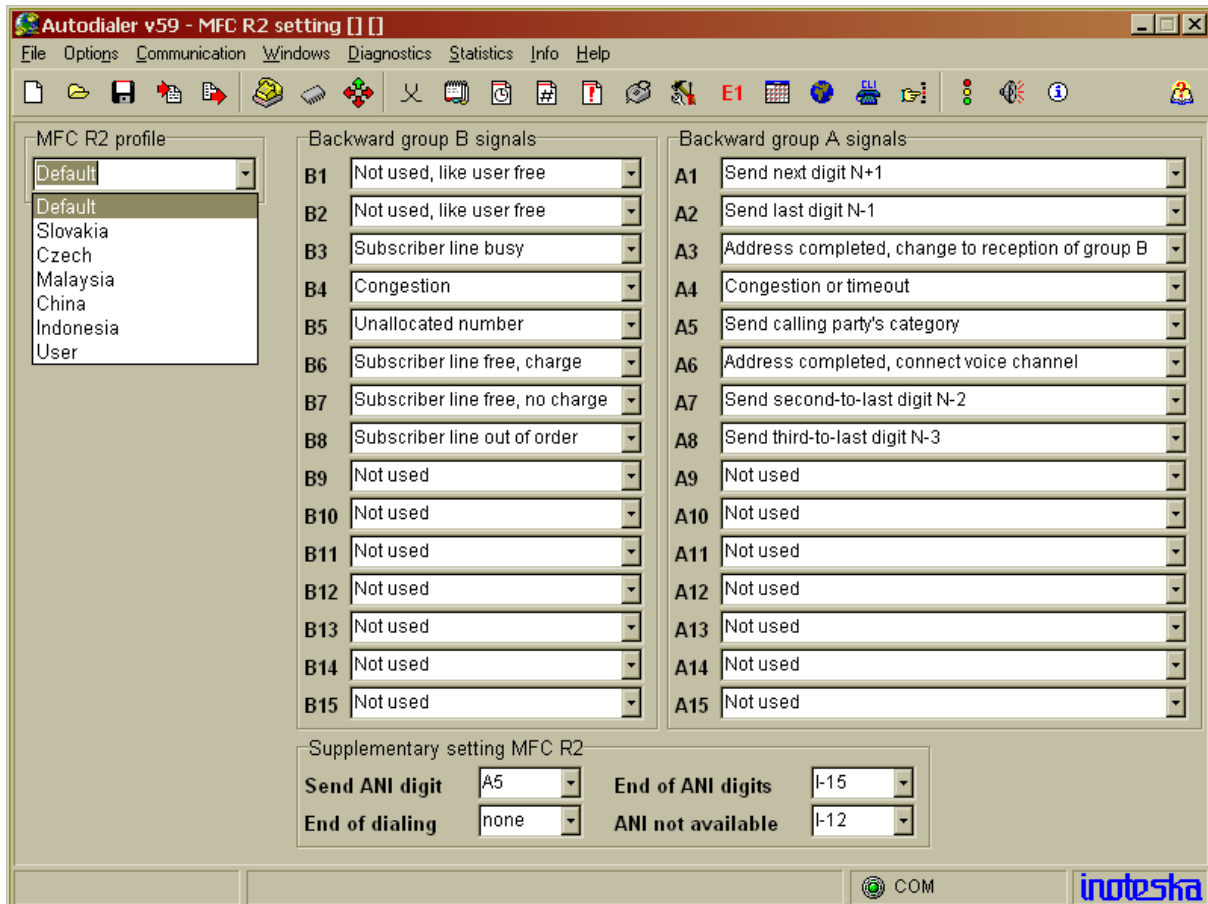 Autodialer v59 - MFC R2 setting [] []
File Options Communication Windows Diagnostics Statistics Info Help
E1
MFC R2 profile
Default
Default
Slovakia
Czech
Malaysia
China
Indonesia
User
Backward group B signals
B1 Not used, like user free
B2 Not used, like user free
B3 Subscriber line busy
B4 Congestion
B5 Unallocated number
B6 Subscriber line free, charge
B7 Subscriber line free, no charge
B8 Subscriber line out of order
B9 Not used
B10 Not used
B11 Not used
B12 Not used
B13 Not used
B14 Not used
B15 Not used
Backward group A signals
A1 Send next digit N+1
A2 Send last digit N-1
A3 Address completed, change to reception of group B
A4 Congestion or timeout
A5 Send calling party's category
A6 Address completed, connect voice channel
A7 Send second-to-last digit N-2
A8 Send third-to-last digit N-3
A9 Not used
A10 Not used
A11 Not used
A12 Not used
A13 Not used
A14 Not used
A15 Not used
Supplementary setting MFC R2
Send ANI digit A5 End of ANI digits I-15
End of dialing none ANI not available I-12
COM
inoteska